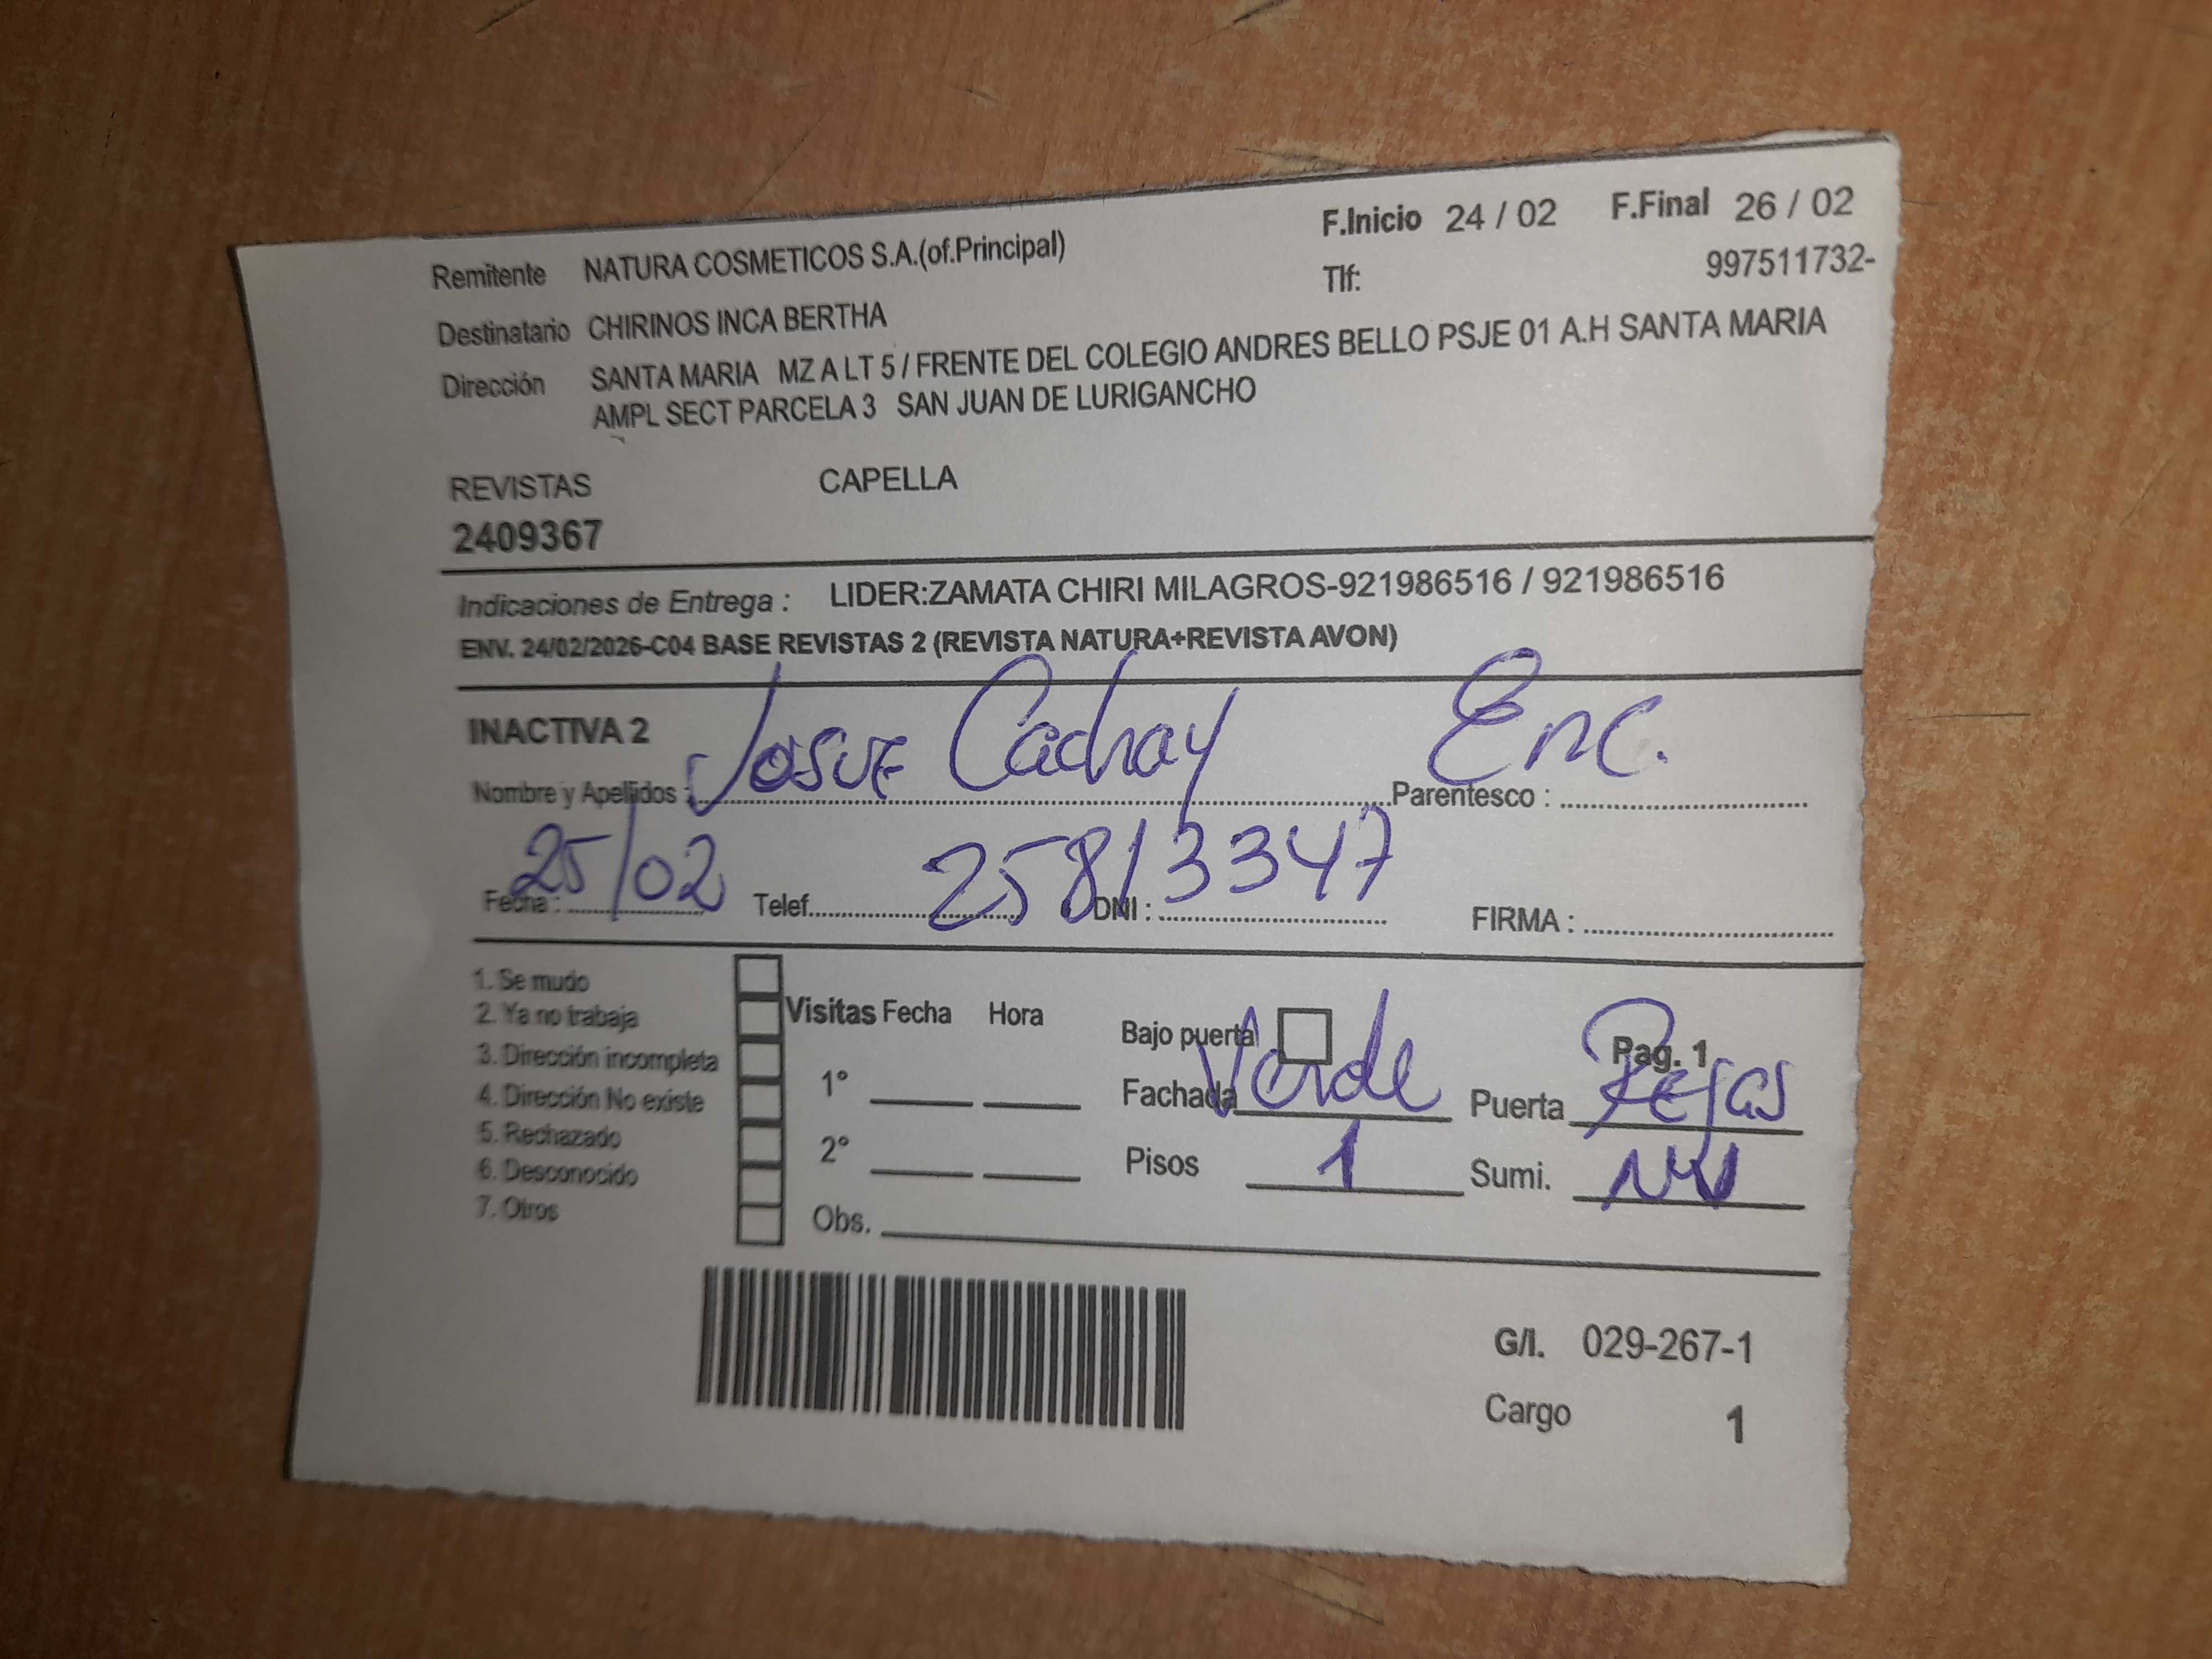 F.Inicio 24 / 02 F.Final 26 / 02
Remitente NATURA COSMETICOS S.A.(of.Principal) Tlf: 997511732-
Destinatario CHIRINOS INCA BERTHA
Dirección SANTA MARIA MZ A LT 5 / FRENTE DEL COLEGIO ANDRES BELLO PSJE 01 A.H SANTA MARIA
AMPL SECT PARCELA 3 SAN JUAN DE LURIGANCHO
REVISTAS CAPELLA
2409367
Indicaciones de Entrega : LIDER:ZAMATA CHIRI MILAGROS-921986516 / 921986516
ENV. 24/02/2026-C04 BASE REVISTAS 2 (REVISTA NATURA+REVISTA AVON)
INACTIVA 2
Nombre y Apellidos : Josue Cachay Parentesco : Enc.
Fecha : 25/02 Telef. DNI : 25813347 FIRMA :
1. Se mudo
2. Ya no trabaja
3. Dirección incompleta
4. Dirección No existe
5. Rechazado
6. Desconocido
7. Otros
Visitas Fecha Hora
1°
2°
Obs.
Bajo puerta Pag. 1
Fachada Verde Puerta Rejas
Pisos 1 Sumi.
G/I. 029-267-1
Cargo 1